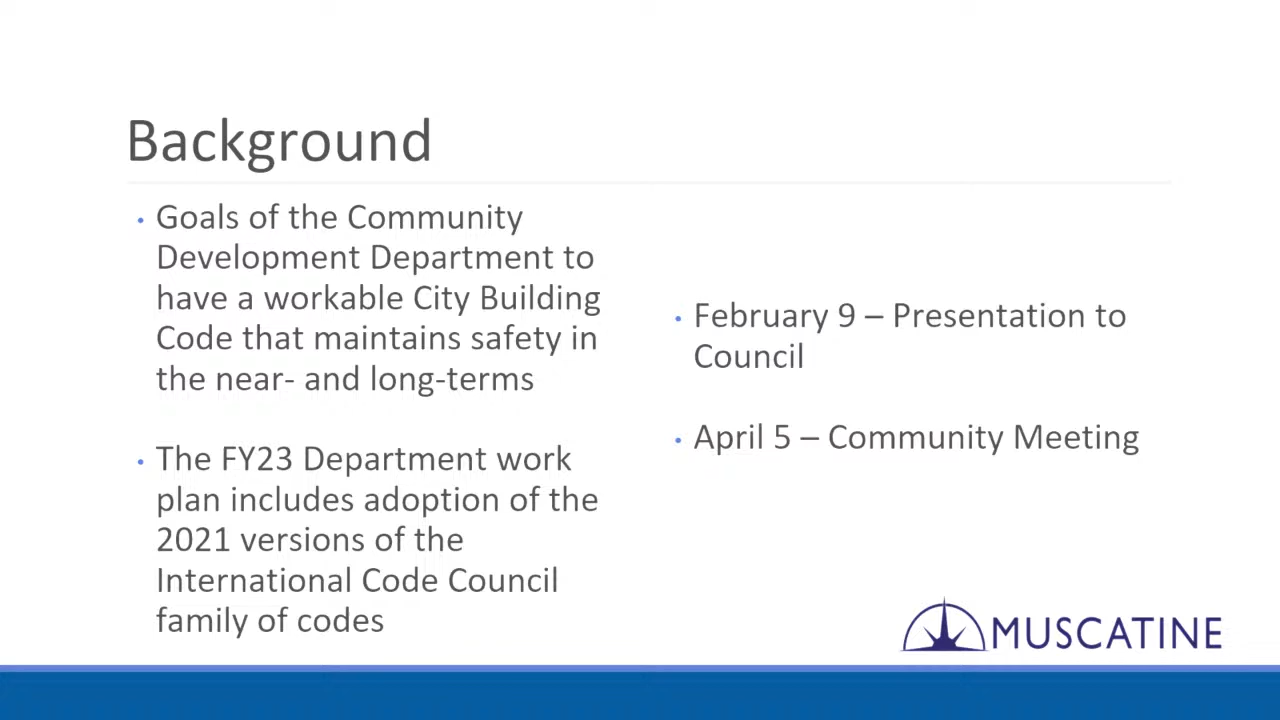 Background
• Goals of the Community
Development Department to
have a workable City Building
Code that maintains safety in
the near- and long-terms
• The FY23 Department work
plan includes adoption of the
2021 versions of the
International Code Council
family of codes
• February 9 – Presentation to
Council
• April 5 – Community Meeting
MUSCATINE